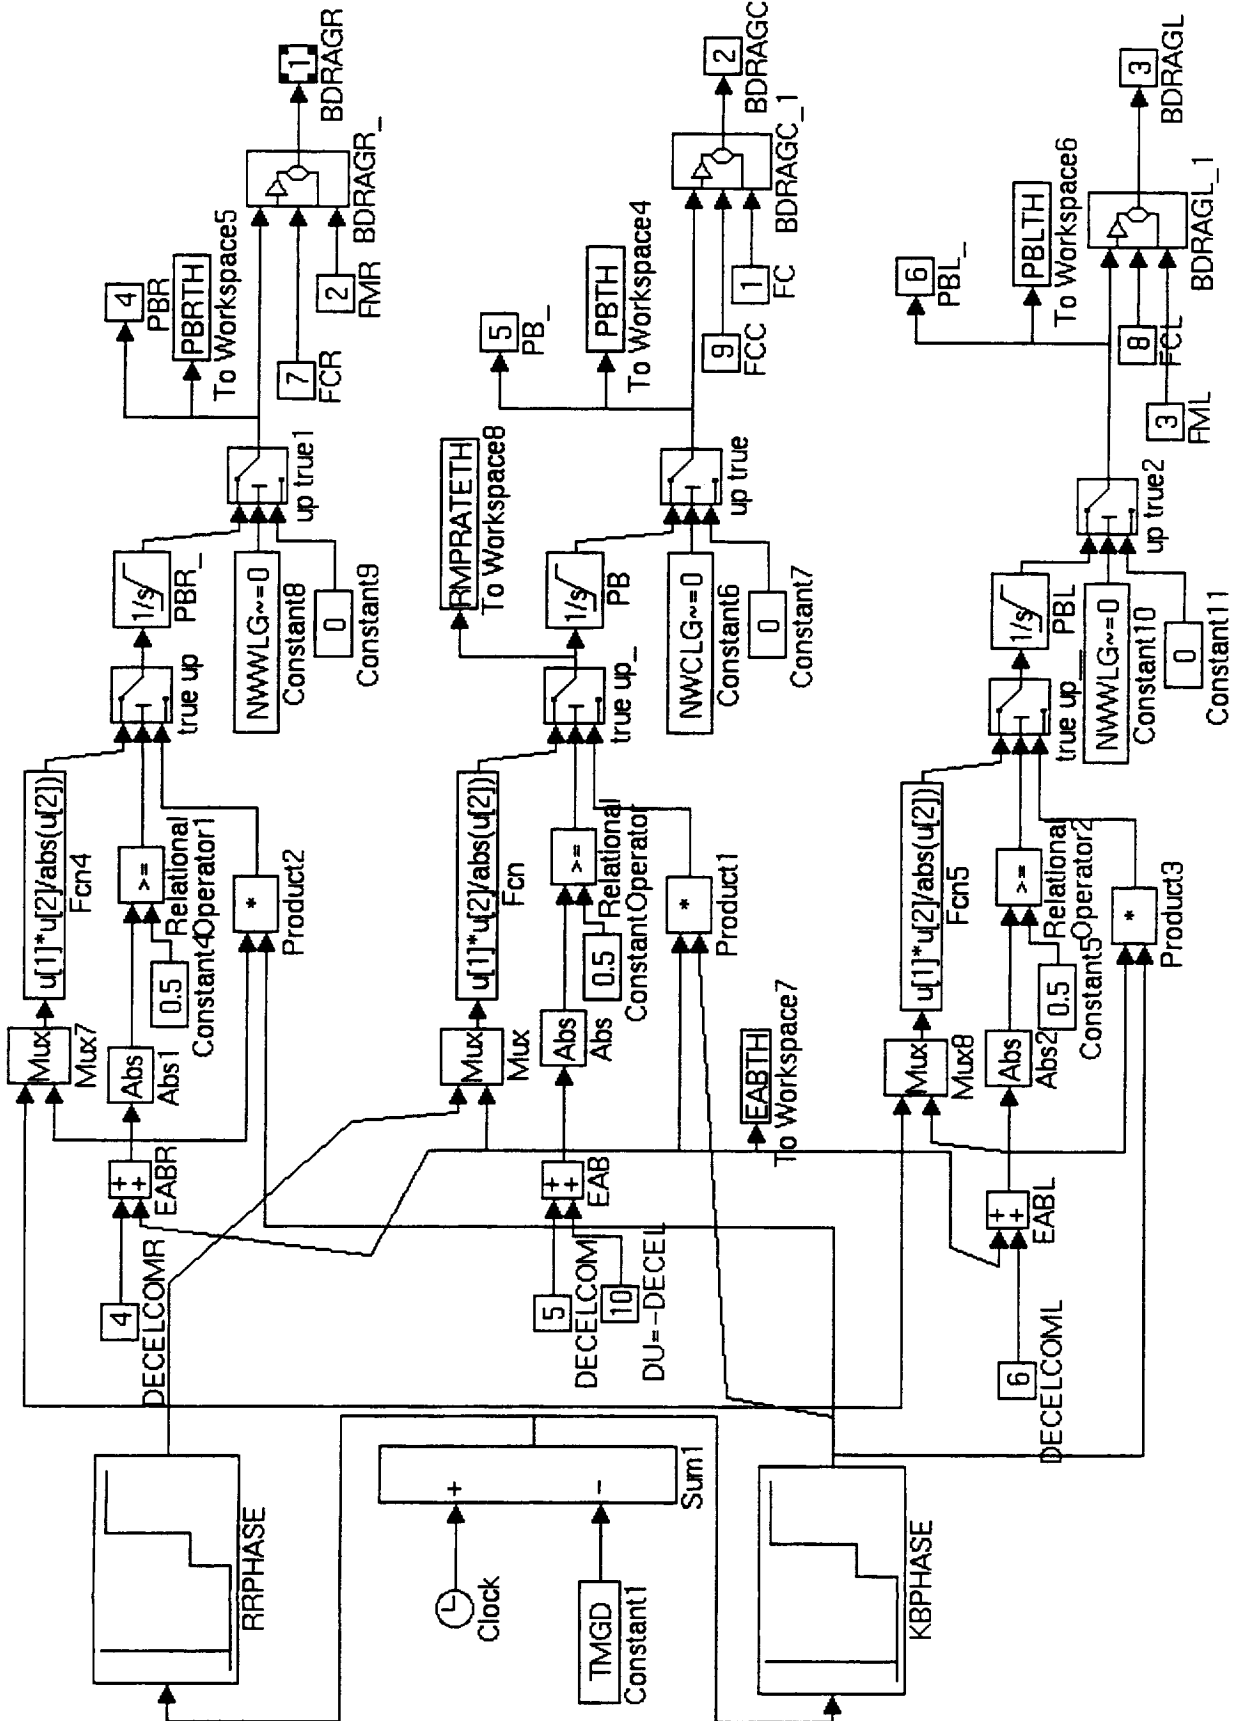 RRPHASE
Clock
+
-
Sum1
TMGD
Constant1
KBPHASE
4
DECELCOMR
+
+
EABR
Abs
Abs1
Mux
Mux7
u[1]*u[2]/abs(u[2])
Fcn4
0.5
Constant4
>=
Relational
Operator1
*
Product2
true up
1/s
PBR_
NWWLG~=0
Constant8
0
Constant9
up true1
4
PBR
PBRTH
To Workspace5
7
FCR
2
FMR
BDRAGR_
1
BDRAGR
5
DECELCOM
10
DU=-DECEL
+
+
EAB
Abs
Abs
Mux
Mux
u[1]*u[2]/abs(u[2])
Fcn
0.5
Constant
>=
Relational
Operator
*
Product1
EABTH
To Workspace7
true up_
RMPRATETH
To Workspace8
1/s
PB
NWCLG~=0
Constant6
0
Constant7
up true
5
PB_
PBTH
To Workspace4
9
FCC
1
FC
BDRAGC_1
2
BDRAGC
6
DECELCOML
+
+
EABL
Abs
Abs2
Mux
Mux8
u[1]*u[2]/abs(u[2])
Fcn5
0.5
Constant5
>=
Relational
Operator2
*
Product3
true up_
1/s
PBL
NWWLG~=0
Constant10
0
Constant11
up true2
6
PBL_
PBLTH
To Workspace6
8
FCL
3
FML
BDRAGL_1
3
BDRAGL